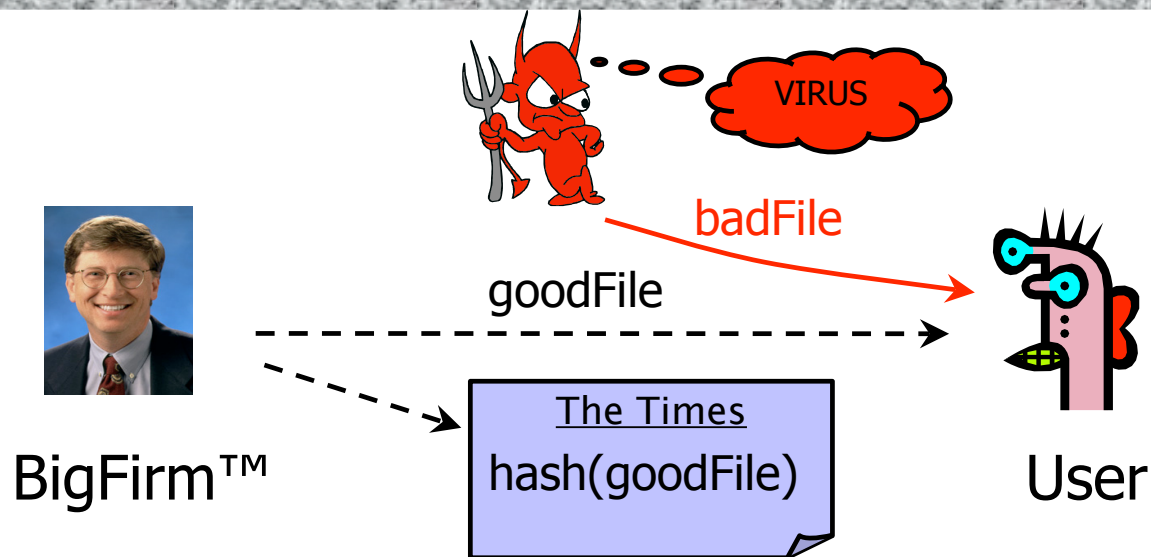 VIRUS
badFile
goodFile
The Times
hash(goodFile)
BigFirm™
User